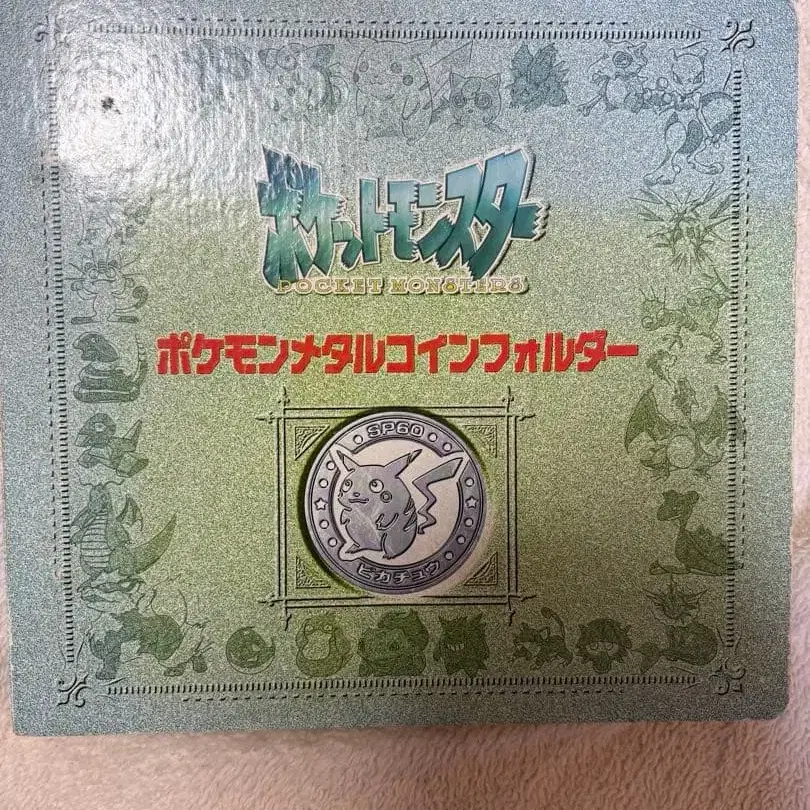 ポケットモンスター
POCKET MONSTERS
ポケモンメタルコインフォルダー
SP60
ピカチュウ